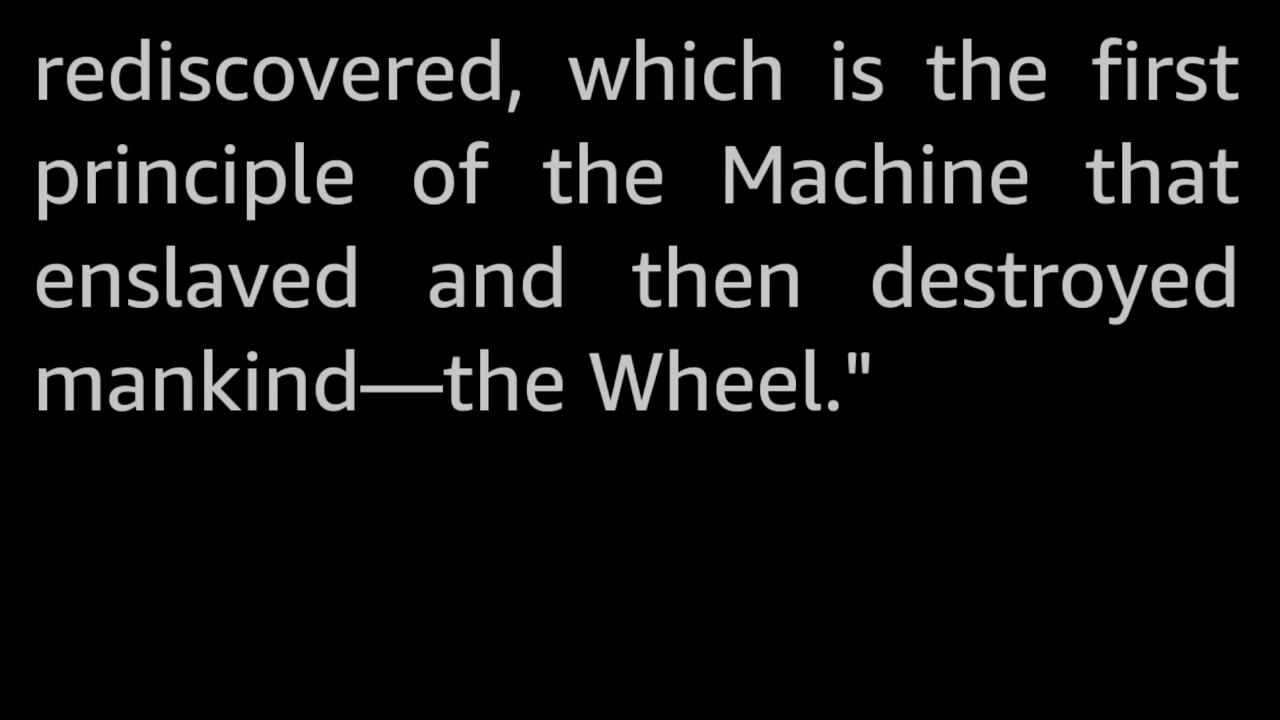 rediscovered, which is the first
principle of the Machine that
enslaved and then destroyed
mankind—the Wheel."